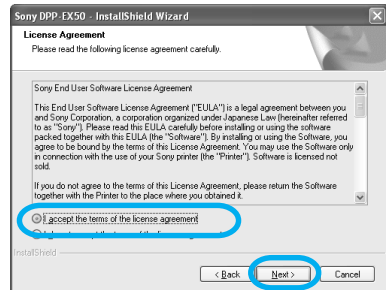 Sony DPP-EX50 - InstallShield Wizard
License Agreement
Please read the following license agreement carefully.
Sony End User Software License Agreement
This End User Software License Agreement ("EULA") is a legal agreement between you
and Sony Corporation, a corporation organized under Japanese Law (hereinafter referred
to as "Sony"). Please read this EULA carefully before installing or using the software
packed together with this EULA (the "Software"). By installing or using the Software, you
agree to be bound by the terms of this License Agreement. You may use the Software only
in connection with the use of your Sony printer (the "Printer"). Software is licensed not
sold.
If you do not agree to the terms of this License Agreement, please return the Software
together with the Printer to the place where you obtained it.
I accept the terms of the license agreement
InstallShield
< Back
Next >
Cancel